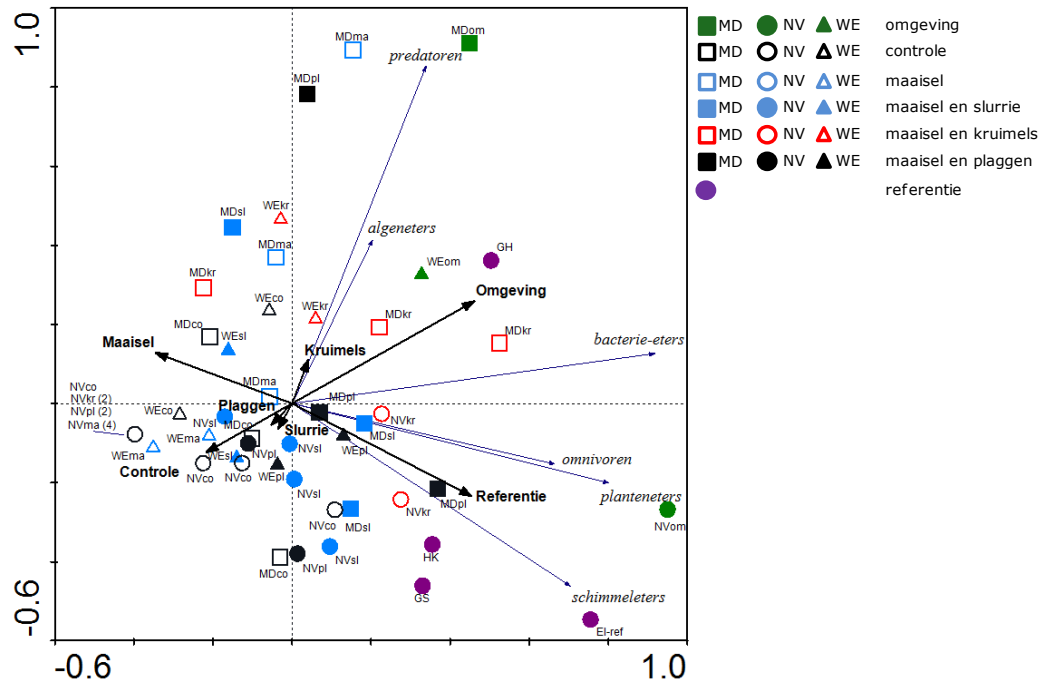 1.0
MDma
MDom
predatoren
MDpl
MDsl
WEkr
algeneters
MDma
WEom
GH
MDkr
Omgeving
WEco
WEkr
MDkr
MDkr
bacterie-eters
MDco
WEsl
Maaisel
Kruimels
MDma
MDpl
NVco
NVkr (2)
NVpl (2)
NVma (4)
Plaggen
WEco
NVsl
MDco
Slurrie
MDsl
NVkr
WEma
WEma
WEsl
NVpl
NVsl
WEpl
omnivoren
Controle
NVco
NVco
WEpl
NVsl
Referentie
MDpl
planteneters
NVkr
NVom
NVco
MDsl
MDco
NVpl
NVsl
HK
GS
schimmeleters
El-ref
-0.6
-0.6
1.0
MD NV WE omgeving
MD NV WE controle
MD NV WE maaisel
MD NV WE maaisel en slurrie
MD NV WE maaisel en kruimels
MD NV WE maaisel en plaggen
referentie